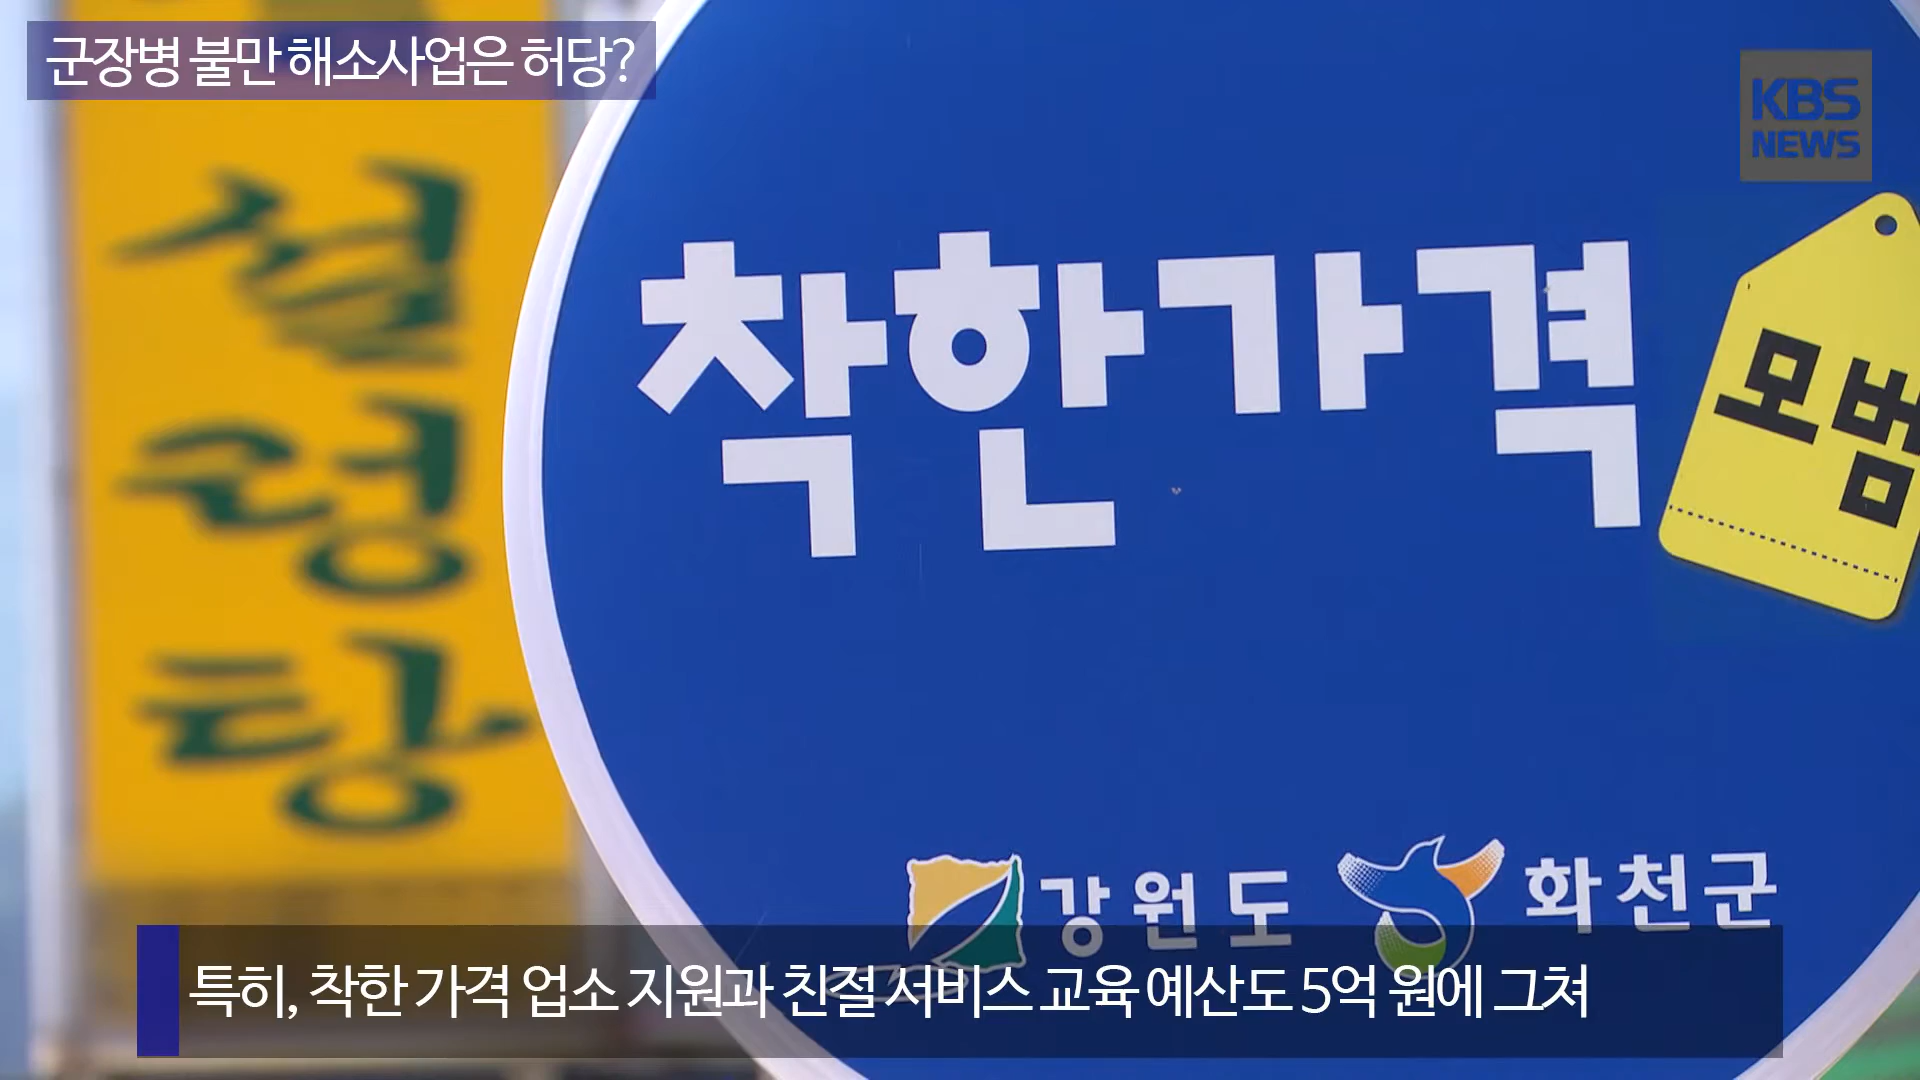 군장병 불만 해소사업은 허당?
KBS
NEWS
설렁탕
착한가격
모범
강원도 화천군
특히, 착한 가격 업소 지원과 친절 서비스 교육 예산도 5억 원에 그쳐